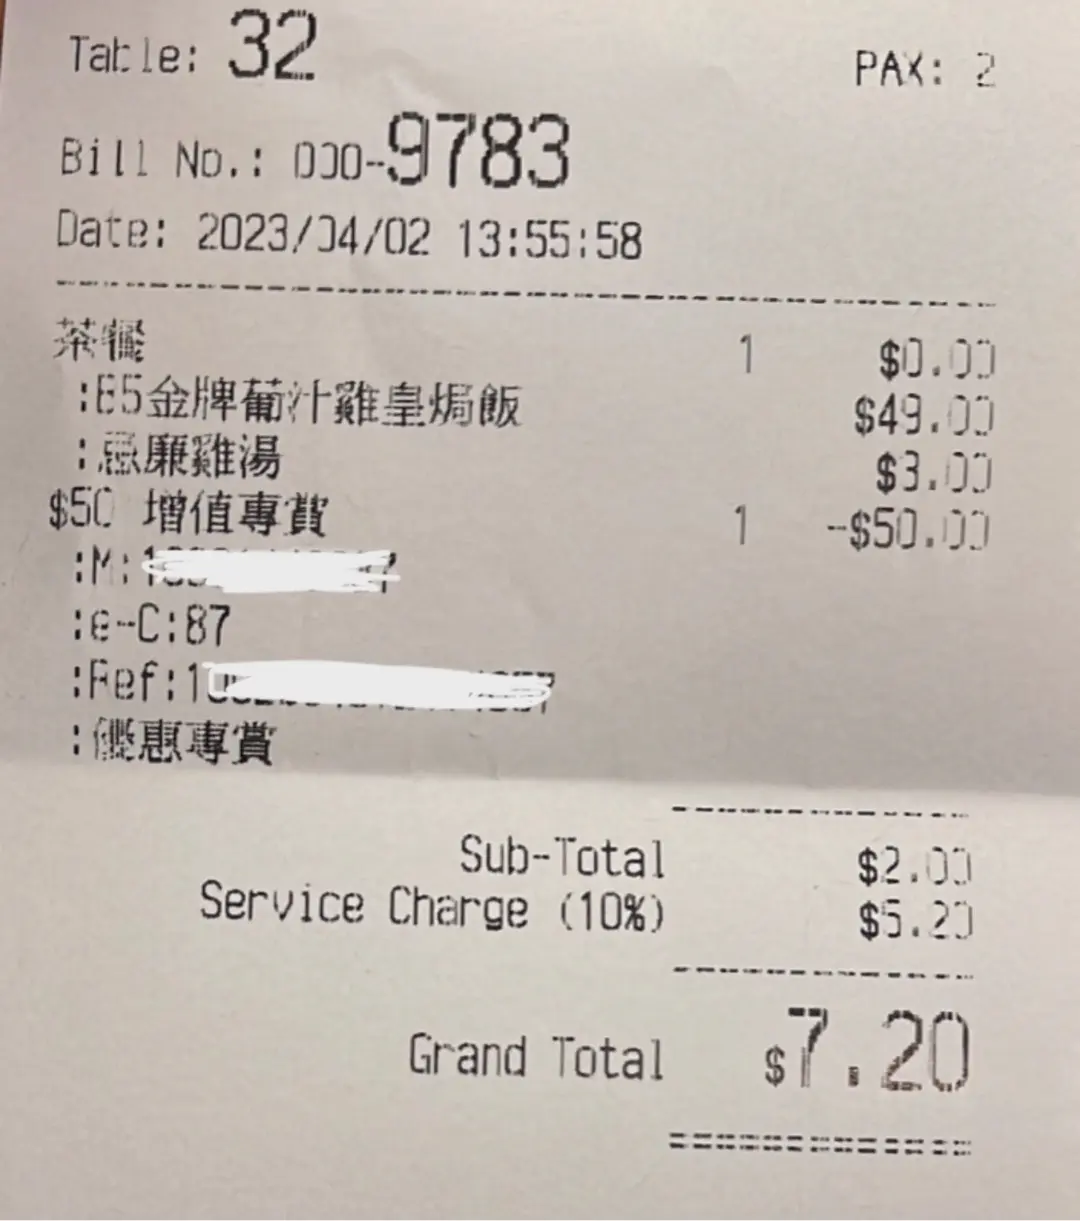 Table: 32 PAX: 2
Bill No.: 000-9783
Date: 2023/04/02 13:55:58
茶餐 1 $0.00
:B5金牌葡汁雞皇焗飯 $49.00
:忌廉雞湯 $3.00
$50 增值專賞 1 -$50.00
:M:
:e-C:87
:Ref:
:優惠專賞
Sub-Total $2.00
Service Charge (10%) $5.20
Grand Total $7.20